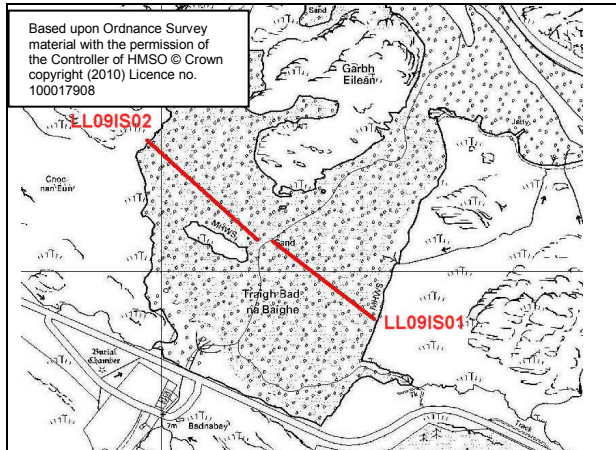 Based upon Ordnance Survey
material with the permission of
the Controller of HMSO © Crown
copyright (2010) Licence no.
100017908
Sand
Garbh
Eilean
LL09IS02
Jetty
Cnoc
nan Eun
MHWS
Sand
MHWS
Traigh Bad
na Baighe
LL09IS01
Burial
Chamber
Tk
7m
Badnabay
Track